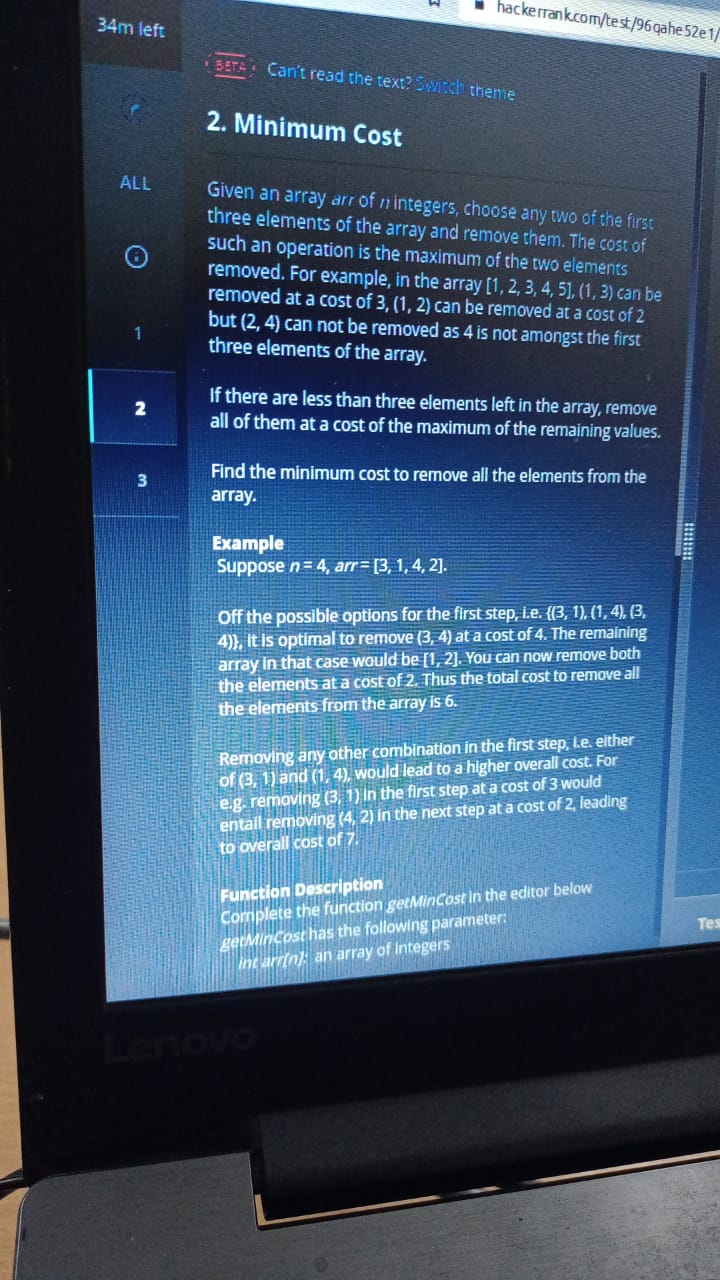 34m left
hackerrank.com/test/96qahe52e1/
BETA Can't read the text? Switch theme
2. Minimum Cost
ALL
Given an array arr of n integers, choose any two of the first
three elements of the array and remove them. The cost of
such an operation is the maximum of the two elements
removed. For example, in the array [1, 2, 3, 4, 5], (1, 3) can be
removed at a cost of 3, (1, 2) can be removed at a cost of 2
but (2, 4) can not be removed as 4 is not amongst the first
three elements of the array.
1
2
3
If there are less than three elements left in the array, remove
all of them at a cost of the maximum of the remaining values.
Find the minimum cost to remove all the elements from the
array.
Example
Suppose n = 4, arr = [3, 1, 4, 2].
Off the possible options for the first step, i.e. {(3, 1), (1, 4), (3,
4)}, it is optimal to remove (3, 4) at a cost of 4. The remaining
array in that case would be [1, 2]. You can now remove both
the elements at a cost of 2. Thus the total cost to remove all
the elements from the array is 6.
Removing any other combination in the first step, i.e. either
of (3, 1) and (1, 4), would lead to a higher overall cost. For
e.g. removing (3, 1) in the first step at a cost of 3 would
entail removing (4, 2) in the next step at a cost of 2, leading
to overall cost of 7.
Function Description
Complete the function getMinCost in the editor below
getMinCost has the following parameter:
int arr[n]: an array of integers
Tes
Lenovo